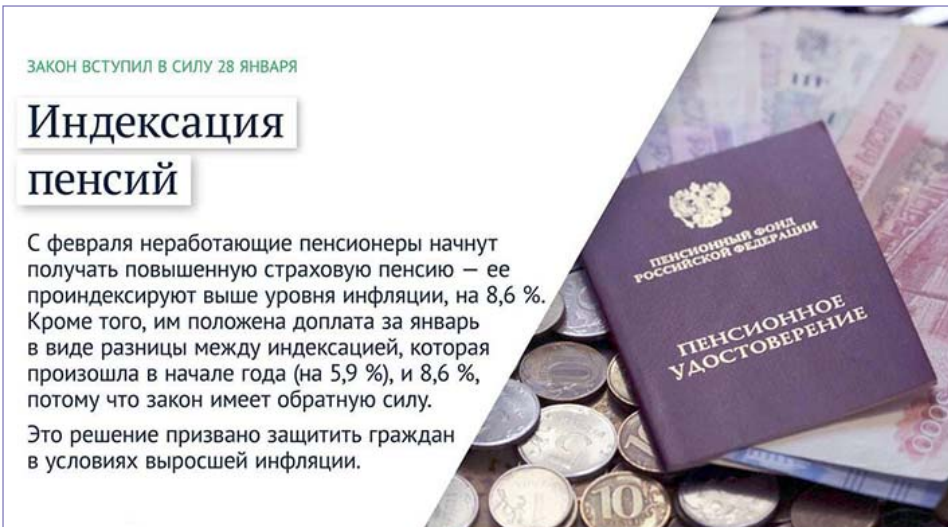 ЗАКОН ВСТУПИЛ В СИЛУ 28 ЯНВАРЯ
Индексация
пенсий
С февраля неработающие пенсионеры начнут
получать повышенную страховую пенсию — ее
проиндексируют выше уровня инфляции, на 8,6 %.
Кроме того, им положена доплата за январь
в виде разницы между индексацией, которая
произошла в начале года (на 5,9 %), и 8,6 %,
потому что закон имеет обратную силу.
Это решение призвано защитить граждан
в условиях выросшей инфляции.
ПЕНСИОННЫЙ ФОНД
РОССИЙСКОЙ ФЕДЕРАЦИИ
ПЕНСИОННОЕ
УДОСТОВЕРЕНИЕ
10